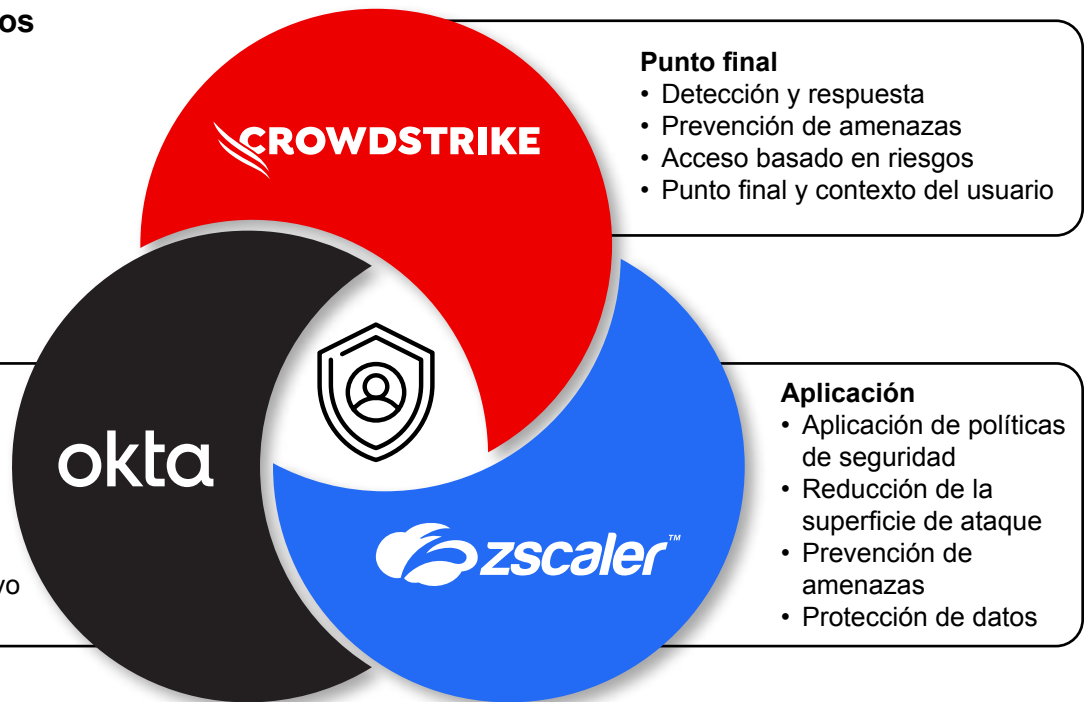 os
CROWDSTRIKE
Punto final
• Detección y respuesta
• Prevención de amenazas
• Acceso basado en riesgos
• Punto final y contexto del usuario
okta
vo
zscaler™
Aplicación
• Aplicación de políticas
de seguridad
• Reducción de la
superficie de ataque
• Prevención de
amenazas
• Protección de datos